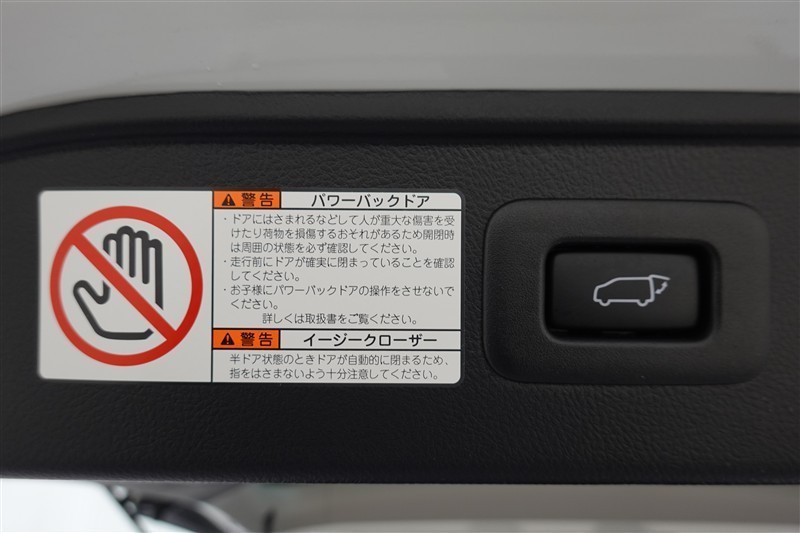 警告 パワーバックドア
・ドアにはさまれるなどして人が重大な傷害を受
けたり荷物を損傷するおそれがあるため開閉時
は周囲の状態を必ず確認してください。
・走行前にドアが確実に閉まっていることを確認
してください。
・お子様にパワーバックドアの操作をさせないで
ください。
詳しくは取扱書をご覧ください。
警告 イージークローザー
半ドア状態のときドアが自動的に閉まるため、
指をはさまないよう十分注意してください。